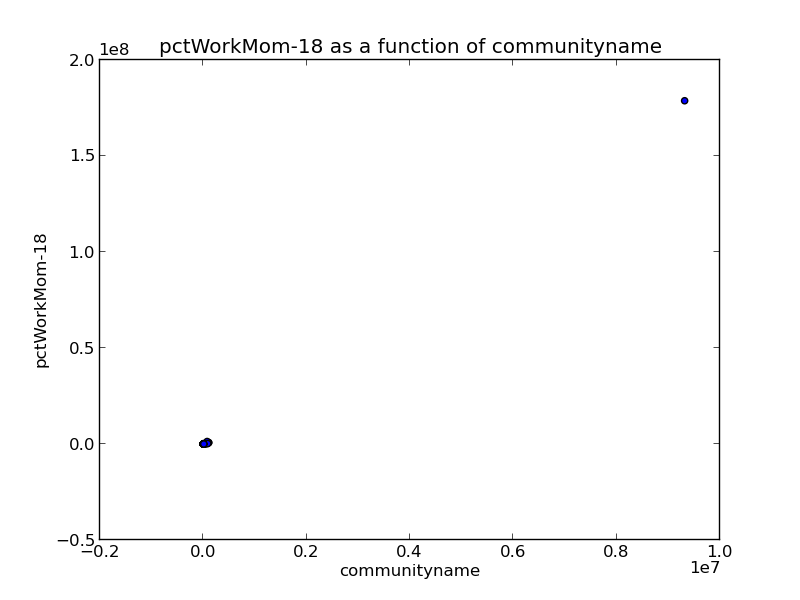 pctWorkMom-18 as a function of communityname
1e8
2.0
1.5
1.0
0.5
0.0
−0.5
pctWorkMom-18
−0.2 0.0 0.2 0.4 0.6 0.8 1.0
1e7
communityname